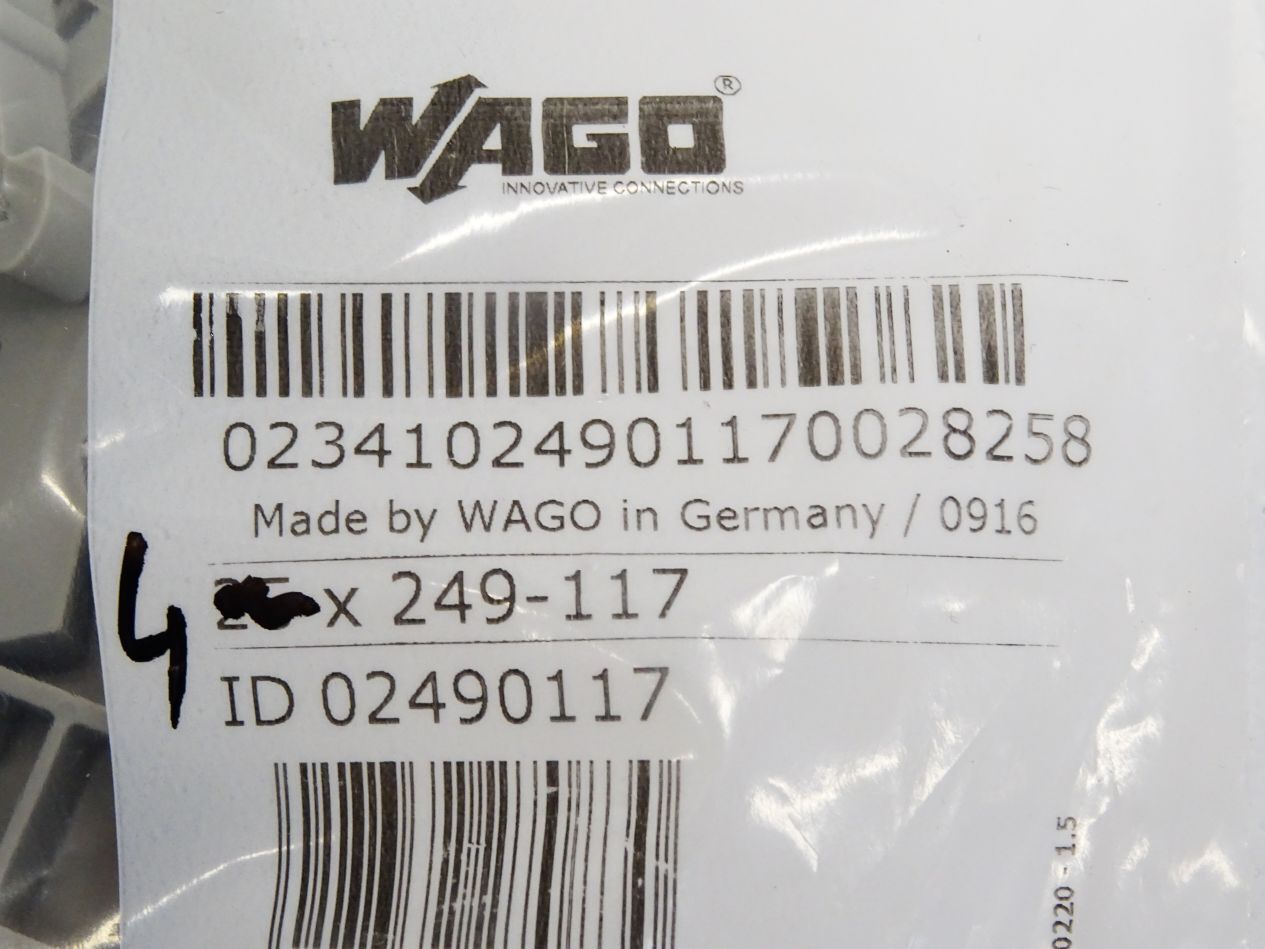 WAGO®
INNOVATIVE CONNECTIONS
02341024901170028258
Made by WAGO in Germany / 0916
4 x 249-117
ID 02490117
0220 - 1.5